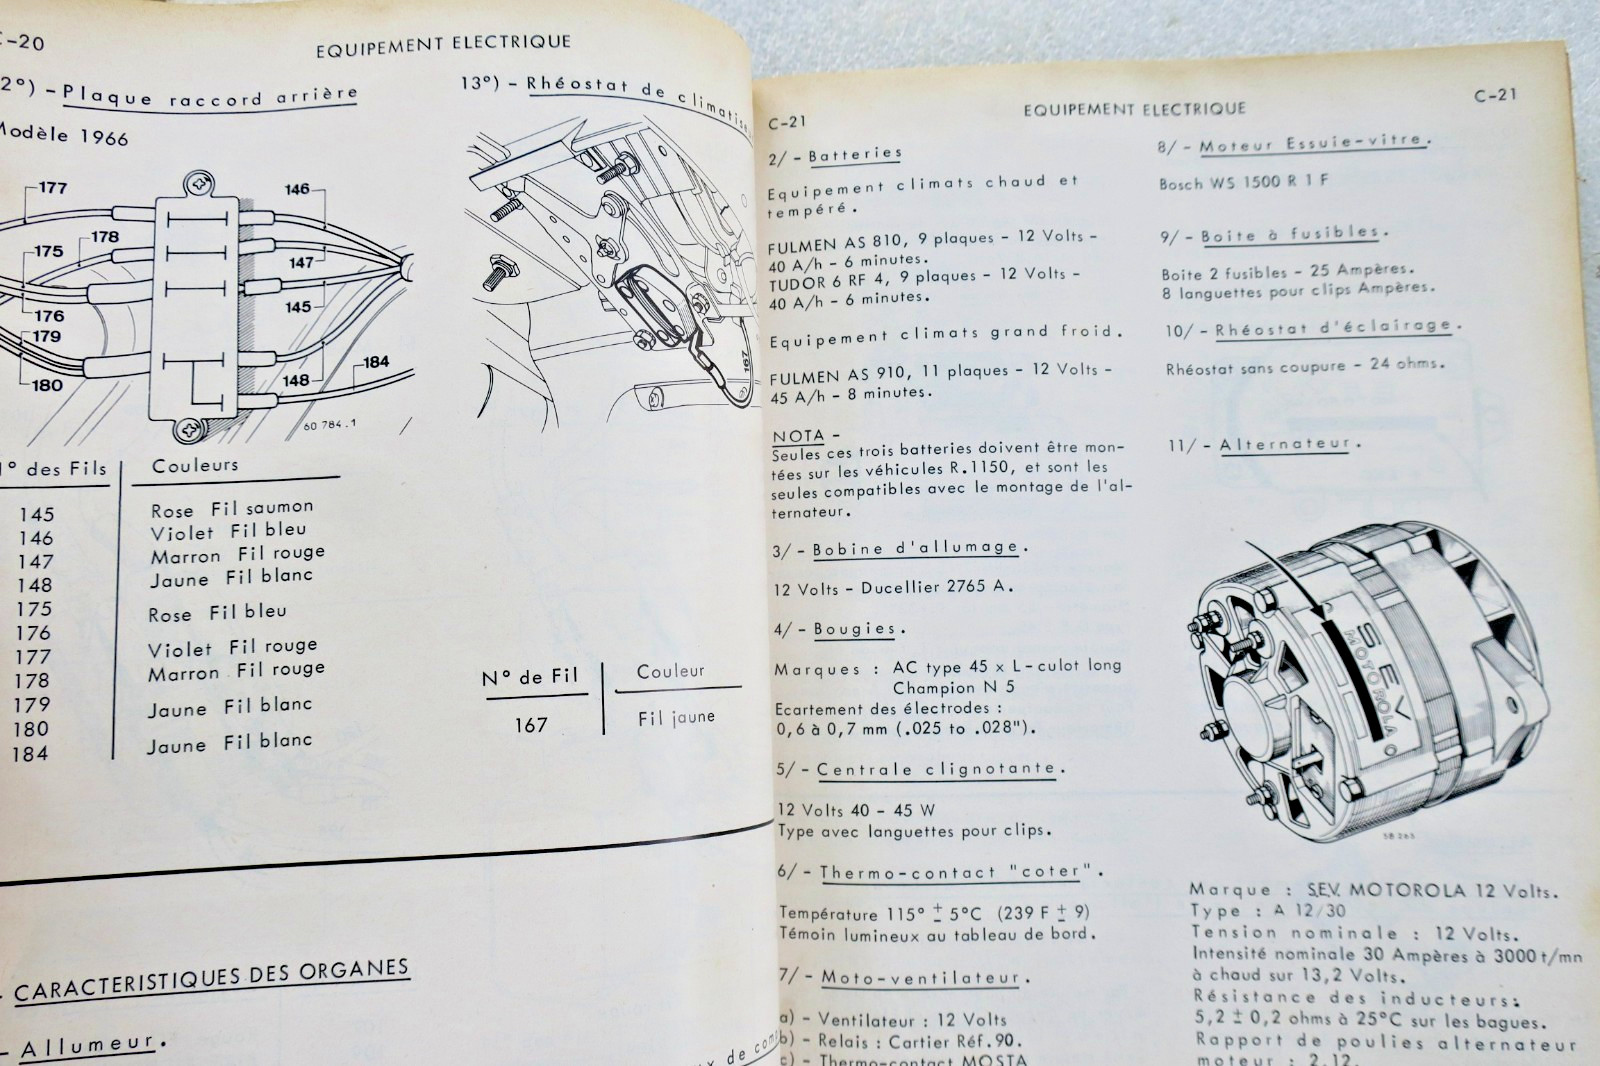 C-20
EQUIPEMENT ELECTRIQUE
2°) - Plaque raccord arrière
Modèle 1966
177
175
178
176
179
180
146
147
145
148
184
60 784.1
N° des Fils
Couleurs
145
146
147
148
175
176
177
178
179
180
184
Rose Fil saumon
Violet Fil bleu
Marron Fil rouge
Jaune Fil blanc
Rose Fil bleu
Violet Fil rouge
Marron Fil rouge
Jaune Fil blanc
Jaune Fil blanc
13°) - Rhéostat de climatiseur
167
N° de Fil
Couleur
167
Fil jaune
- CARACTERISTIQUES DES ORGANES
- Allumeur.
x de com
C-21
EQUIPEMENT ELECTRIQUE
C-21
2/ - Batteries
Equipement climats chaud et
tempéré.
FULMEN AS 810, 9 plaques - 12 Volts -
40 A/h - 6 minutes.
TUDOR 6 RF 4, 9 plaques - 12 Volts -
40 A/h - 6 minutes.
Equipement climats grand froid.
FULMEN AS 910, 11 plaques - 12 Volts -
45 A/h - 8 minutes.
NOTA -
Seules ces trois batteries doivent être mon-
tées sur les véhicules R.1150, et sont les
seules compatibles avec le montage de l'al-
ternateur.
3/ - Bobine d'allumage.
12 Volts - Ducellier 2765 A.
4/ - Bougies.
Marques : AC type 45 x L - culot long
Champion N 5
Ecartement des électrodes :
0,6 à 0,7 mm (.025 to .028").
5/ - Centrale clignotante.
12 Volts 40 - 45 W
Type avec languettes pour clips.
6/ - Thermo-contact "coter".
Température 115° ± 5°C (239 F ± 9)
Témoin lumineux au tableau de bord.
7/ - Moto-ventilateur.
a) - Ventilateur : 12 Volts
b) - Relais : Cartier Réf. 90.
c) - Thermo-contact MOSTA
8/ - Moteur Essuie-vitre.
Bosch WS 1500 R 1 F
9/ - Boite à fusibles.
Boite 2 fusibles - 25 Ampères.
8 languettes pour clips Ampères.
10/ - Rhéostat d'éclairage.
Rhéostat sans coupure - 24 ohms.
11/ - Alternateur.
SEV
MOTOROLA
58 263
Marque : S.E.V. MOTOROLA 12 Volts.
Type : A 12/30
Tension nominale : 12 Volts.
Intensité nominale 30 Ampères à 3000 t/mn
à chaud sur 13,2 Volts.
Résistance des inducteurs:
5,2 ± 0,2 ohms à 25°C sur les bagues.
Rapport de poulies alternateur
moteur : 2,12.